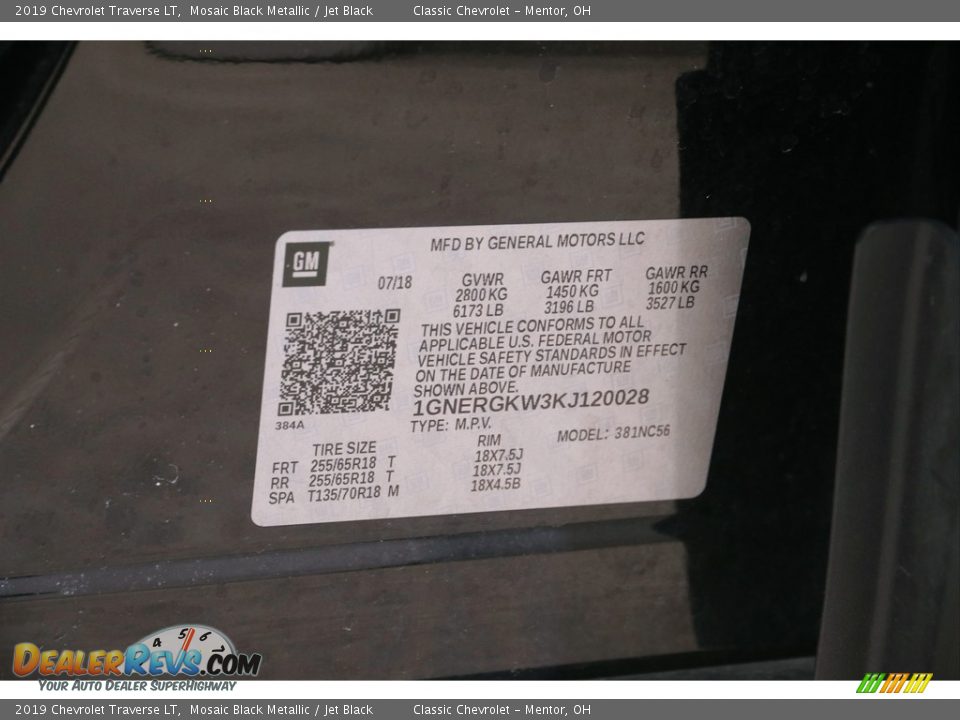 2019 Chevrolet Traverse LT, Mosaic Black Metallic / Jet Black Classic Chevrolet - Mentor, OH
GM
MFD BY GENERAL MOTORS LLC
07/18
GVWR GAWR FRT GAWR RR
2800 KG 1450 KG 1600 KG
6173 LB 3196 LB 3527 LB
THIS VEHICLE CONFORMS TO ALL
APPLICABLE U.S. FEDERAL MOTOR
VEHICLE SAFETY STANDARDS IN EFFECT
ON THE DATE OF MANUFACTURE
SHOWN ABOVE.
1GNERGKW3KJ120028
384A
TYPE: M.P.V.
MODEL: 381NC56
TIRE SIZE RIM
FRT 255/65R18 T 18X7.5J
RR 255/65R18 T 18X7.5J
SPA T135/70R18 M 18X4.5B
4 5 6 7
DEALERREVS.COM
YOUR AUTO DEALER SUPERHIGHWAY
2019 Chevrolet Traverse LT, Mosaic Black Metallic / Jet Black Classic Chevrolet - Mentor, OH